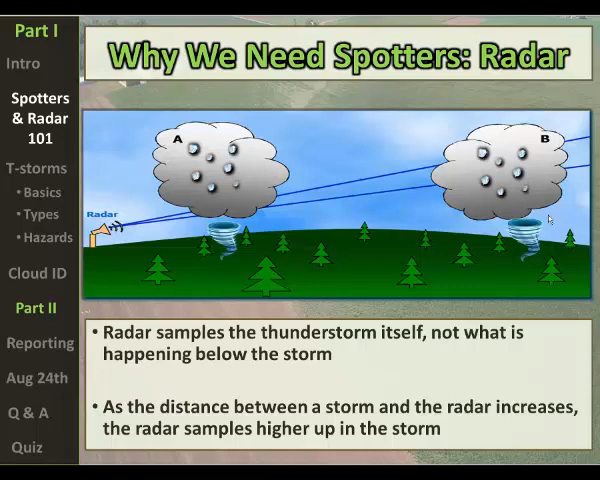 Part I
Intro
Spotters
& Radar
101
T-storms
• Basics
• Types
• Hazards
Cloud ID
Part II
Reporting
Aug 24th
Q & A
Quiz
Why We Need Spotters: Radar
A
B
Radar
• Radar samples the thunderstorm itself, not what is
happening below the storm
• As the distance between a storm and the radar increases,
the radar samples higher up in the storm